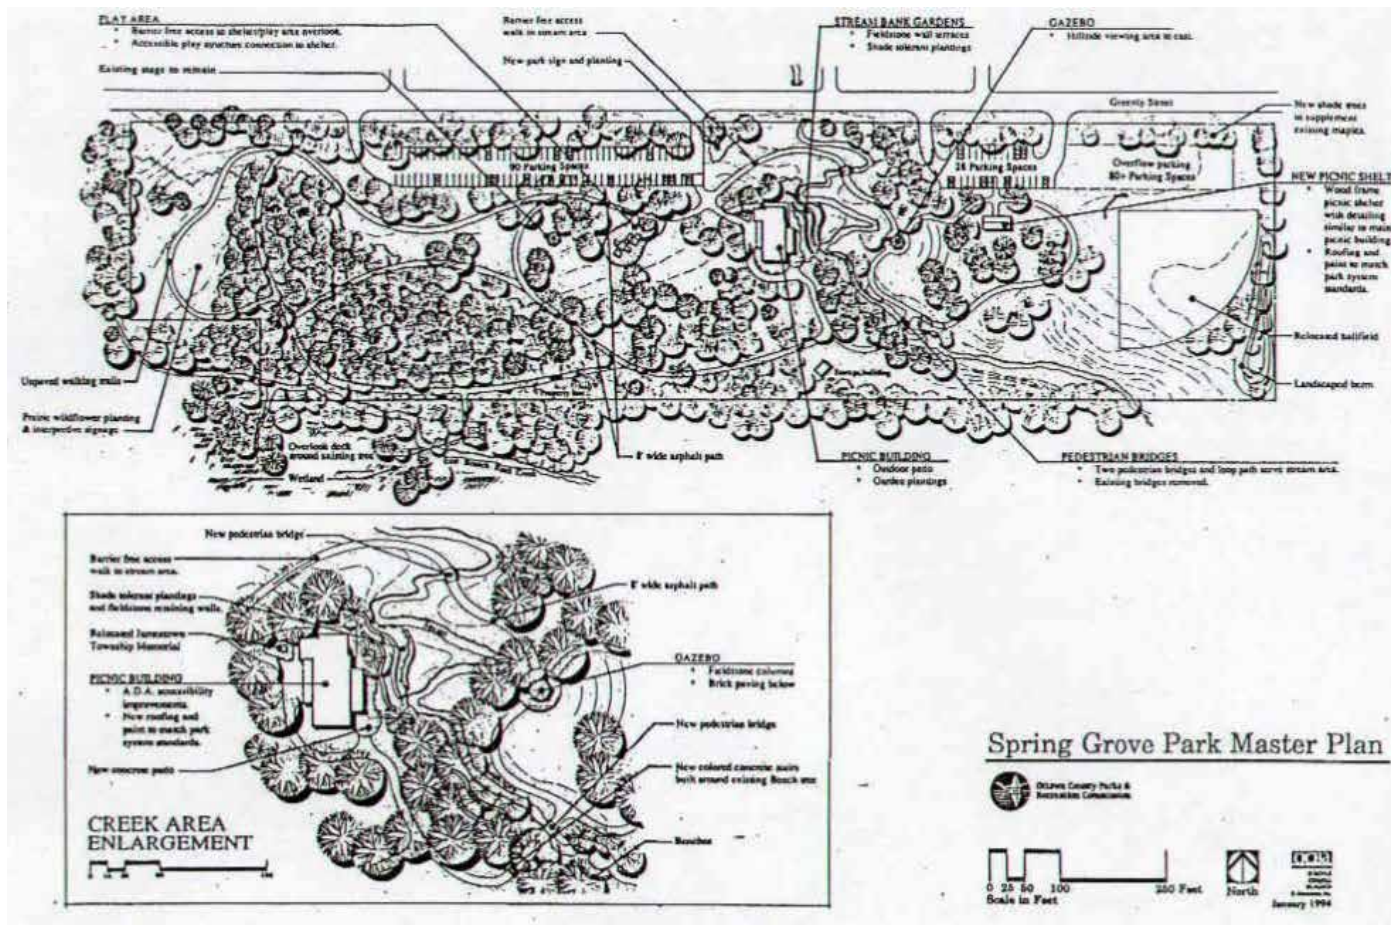 PLAY AREA
• Barrier free access to shelter/play area overlook.
• Accessible play structure connection to shelter.
Existing stage to remain
Barrier free access
walk in stream area
New park sign and planting
STREAM BANK GARDENS
• Fieldstone wall terraces
• Shade tolerant plantings
GAZEBO
• Hillside viewing area to east.
Greenly Street
New shade trees
to supplement
existing maples.
90 Parking Spaces
26 Parking Spaces
Overflow parking
80+ Parking Spaces
NEW PICNIC SHELT
• Wood frame
picnic shelter
with detailing
similar to main
picnic building
• Roofing and
paint to match
park system
standards.
Relocated ballfield
Landscaped berm
Unpaved walking trails
Prairie wildflower planting
& interpretive signage
Overlook deck
around existing tree
Wetland
Property line
8' wide asphalt path
PICNIC BUILDING
• Outdoor patio
• Garden plantings
PEDESTRIAN BRIDGES
• Two pedestrian bridges and loop path serve stream area.
• Existing bridges removed.
New pedestrian bridge
Barrier free access
walk to stream area.
Shade tolerant plantings
and fieldstone retaining walls.
Relocated Jamestown
Township Memorial
PICNIC BUILDING
• A.D.A. accessibility
improvements.
• New roofing and
paint to match park
system standards.
New concrete patio
8' wide asphalt path
GAZEBO
• Fieldstone columns
• Brick paving below
New pedestrian bridge
New colored concrete stairs
built around existing Beech tree
Benches
CREEK AREA
ENLARGEMENT
Spring Grove Park Master Plan
Ottawa County Parks &
Recreation Commission
0 25 50 100 250 Feet
Scale in Feet
North
January 1994